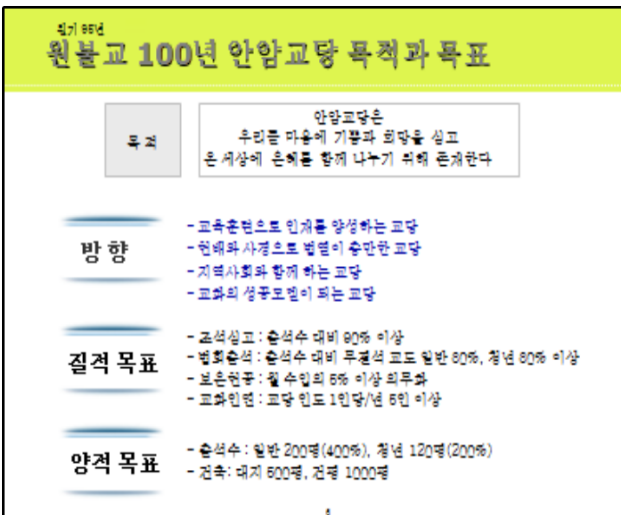 원기 95년
원불교 100년 안암교당 목적과 목표
목 적
안암교당은
우리들 마음에 기쁨과 희망을 심고
온 세상에 은혜를 함께 나누기 위해 존재한다
방 향
- 교육훈련으로 인재를 양성하는 교당
- 헌배와 사경으로 법열이 충만한 교당
- 지역사회와 함께 하는 교당
- 교화의 성공모델이 되는 교당
질적 목표
- 조석심고 : 출석수 대비 90% 이상
- 법회출석 : 출석수 대비 무결석 교도 일반 80%, 청년 60% 이상
- 보은헌공 : 월 수입의 5% 이상 의무화
- 교화인연 : 교당 인도 1인당/년 5인 이상
양적 목표
- 출석수 : 일반 200명(400%), 청년 120명(200%)
- 건축: 대지 500평, 건평 1000평